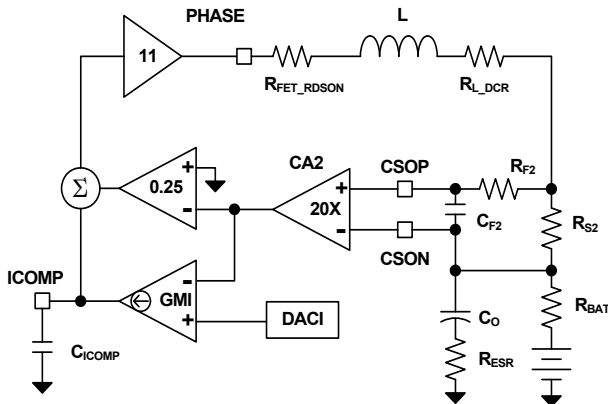 PHASE
L
11
R_FET_RDSON
R_L_DCR
CA2
CSOP
R_F2
Σ
+
0.25
-
+
20X
-
C_F2
R_S2
CSON
ICOMP
-
GMI
+
DACI
R_BAT
C_O
C_ICOMP
R_ESR